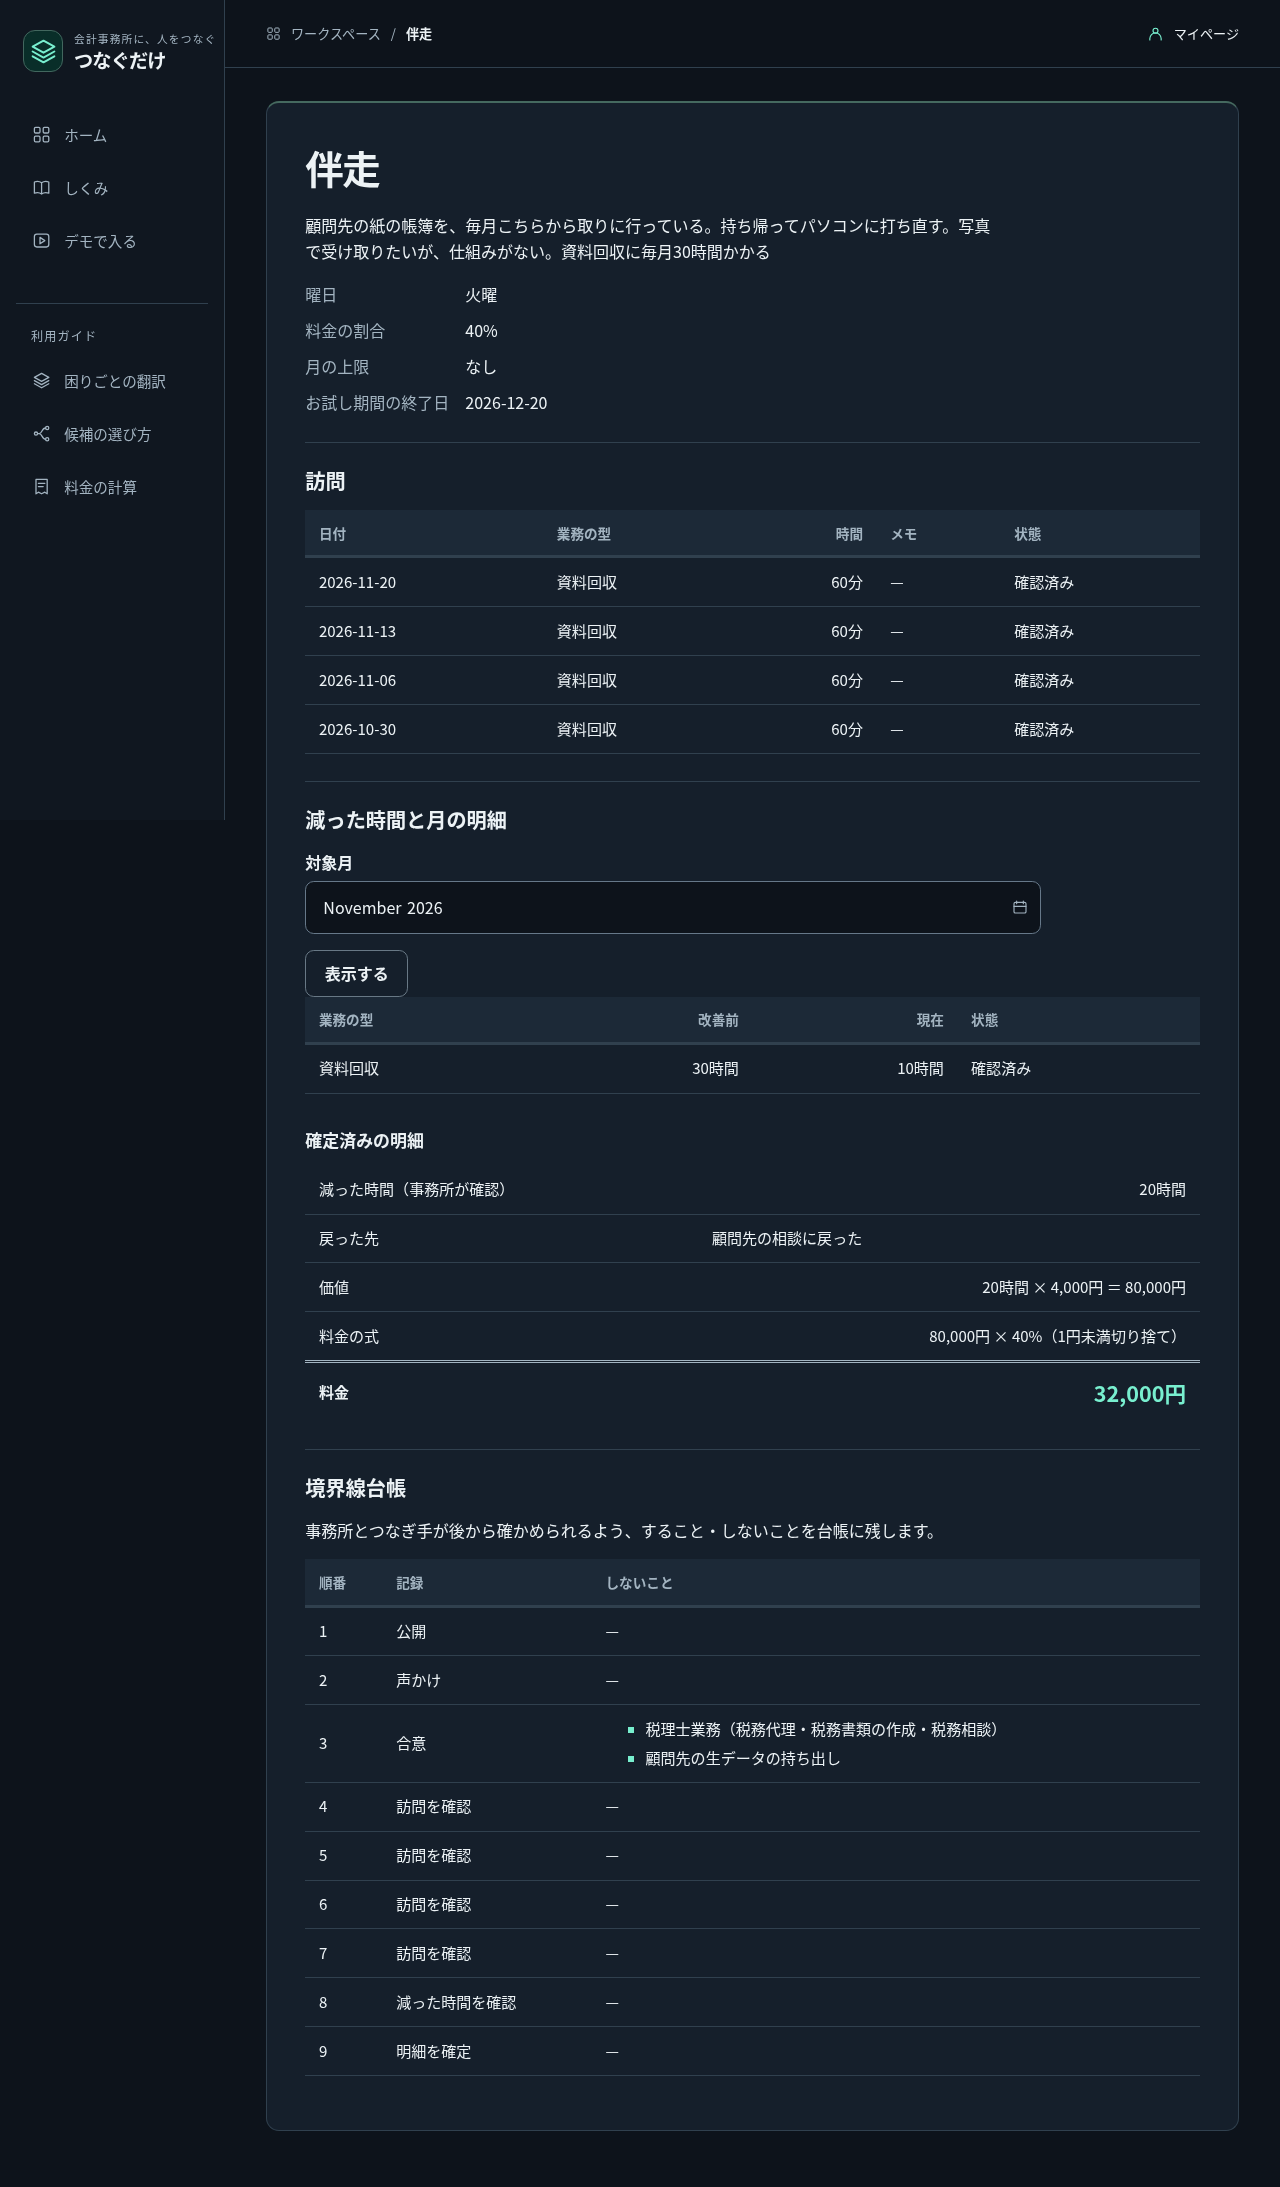 会計事務所に、人をつなぐ
つなぐだけ
ホーム
しくみ
デモで入る
利用ガイド
困りごとの翻訳
候補の選び方
料金の計算
ワークスペース / 伴走
マイページ
伴走
顧問先の紙の帳簿を、毎月こちらから取りに行っている。持ち帰ってパソコンに打ち直す。写真
で受け取りたいが、仕組みがない。資料回収に毎月30時間かかる
曜日 火曜
料金の割合 40%
月の上限 なし
お試し期間の終了日 2026-12-20
訪問
日付 業務の型 時間 メモ 状態
2026-11-20 資料回収 60分 — 確認済み
2026-11-13 資料回収 60分 — 確認済み
2026-11-06 資料回収 60分 — 確認済み
2026-10-30 資料回収 60分 — 確認済み
減った時間と月の明細
対象月
November 2026
表示する
業務の型 改善前 現在 状態
資料回収 30時間 10時間 確認済み
確定済みの明細
減った時間（事務所が確認） 20時間
戻った先 顧問先の相談に戻った
価値 20時間 × 4,000円 ＝ 80,000円
料金の式 80,000円 × 40%（1円未満切り捨て）
料金 32,000円
境界線台帳
事務所とつなぎ手が後から確かめられるよう、すること・しないことを台帳に残します。
順番 記録 しないこと
1 公開 —
2 声かけ —
3 合意 税理士業務（税務代理・税務書類の作成・税務相談）
顧問先の生データの持ち出し
4 訪問を確認 —
5 訪問を確認 —
6 訪問を確認 —
7 訪問を確認 —
8 減った時間を確認 —
9 明細を確定 —